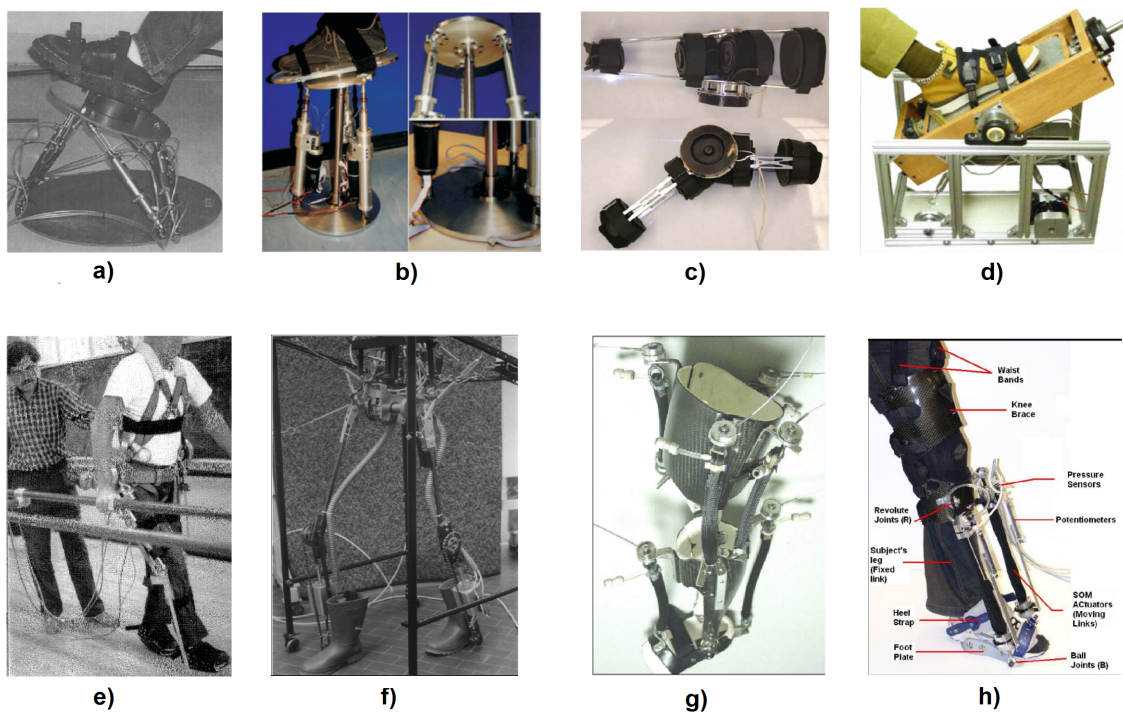 a)
b)
c)
d)
e)
f)
g)
h)
Waist
Bands
Knee
Brace
Pressure
Sensors
Revolute
Joints (R)
Potentiometers
Subject's
leg
(Fixed
link)
SOM
ACtuators
(Moving
Links)
Heel
Strap
Foot
Plate
Ball
Joints (B)